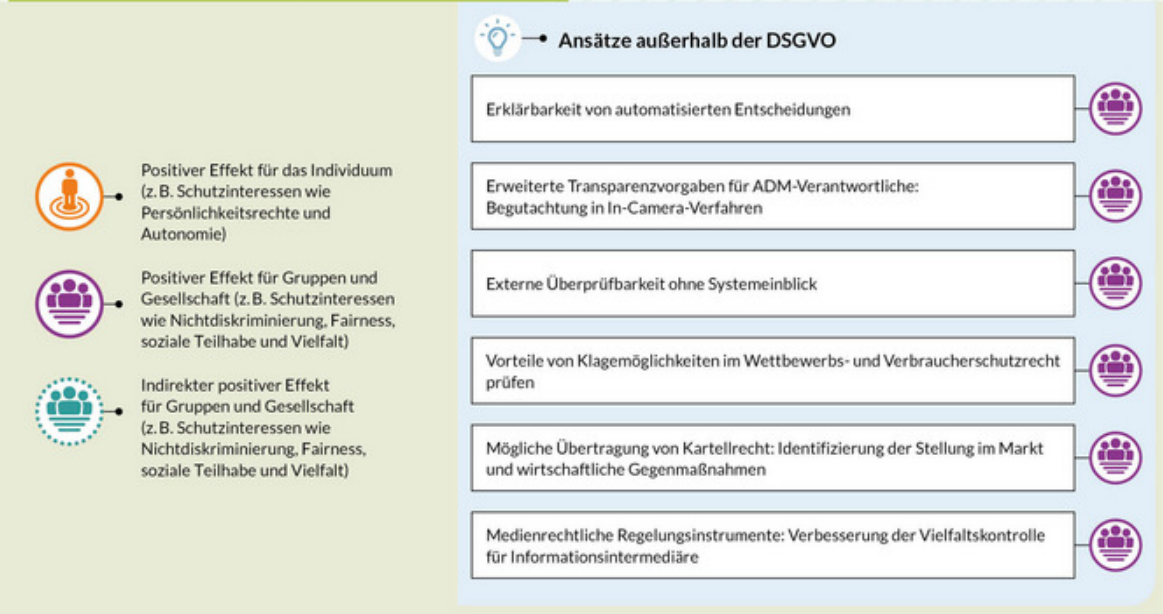 Ansätze außerhalb der DSGVO
Erklärbarkeit von automatisierten Entscheidungen
Erweiterte Transparenzvorgaben für ADM-Verantwortliche:
Begutachtung in In-Camera-Verfahren
Externe Überprüfbarkeit ohne Systemeinblick
Vorteile von Klagemöglichkeiten im Wettbewerbs- und Verbraucherschutzrecht
prüfen
Mögliche Übertragung von Kartellrecht: Identifizierung der Stellung im Markt
und wirtschaftliche Gegenmaßnahmen
Medienrechtliche Regelungsinstrumente: Verbesserung der Vielfaltskontrolle
für Informationsintermediäre
Positiver Effekt für das Individuum
(z. B. Schutzinteressen wie
Persönlichkeitsrechte und
Autonomie)
Positiver Effekt für Gruppen und
Gesellschaft (z. B. Schutzinteressen
wie Nichtdiskriminierung, Fairness,
soziale Teilhabe und Vielfalt)
Indirekter positiver Effekt
für Gruppen und Gesellschaft
(z. B. Schutzinteressen wie
Nichtdiskriminierung, Fairness,
soziale Teilhabe und Vielfalt)